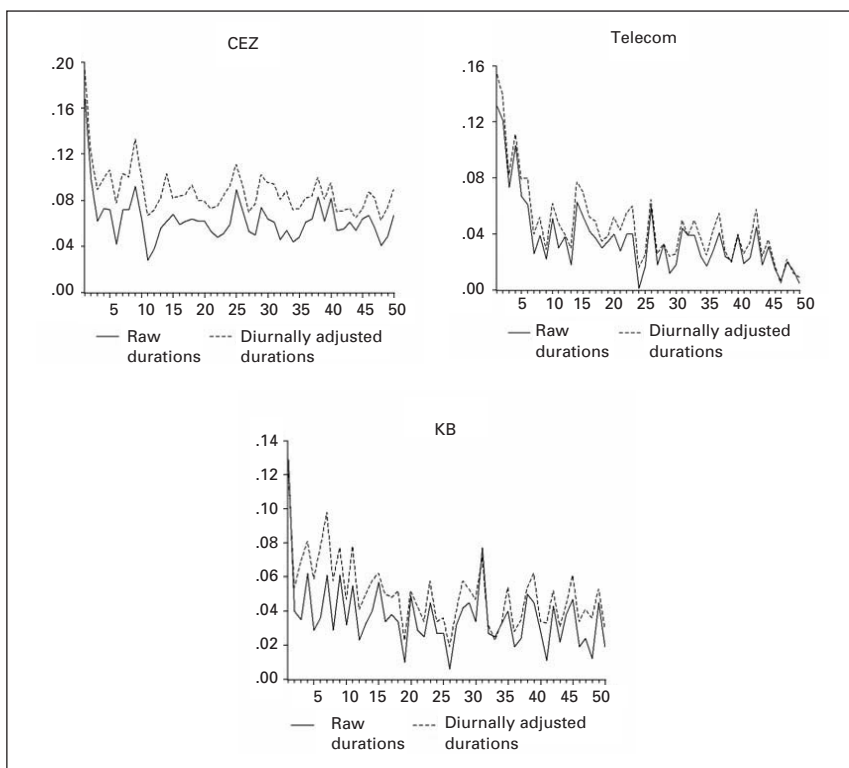 CEZ
.20
.16
.12
.08
.04
.00
5 10 15 20 25 30 35 40 45 50
Raw durations
Diurnally adjusted durations
Telecom
.16
.12
.08
.04
.00
5 10 15 20 25 30 35 40 45 50
Raw durations
Diurnally adjusted durations
KB
.14
.12
.10
.08
.06
.04
.02
.00
5 10 15 20 25 30 35 40 45 50
Raw durations
Diurnally adjusted durations